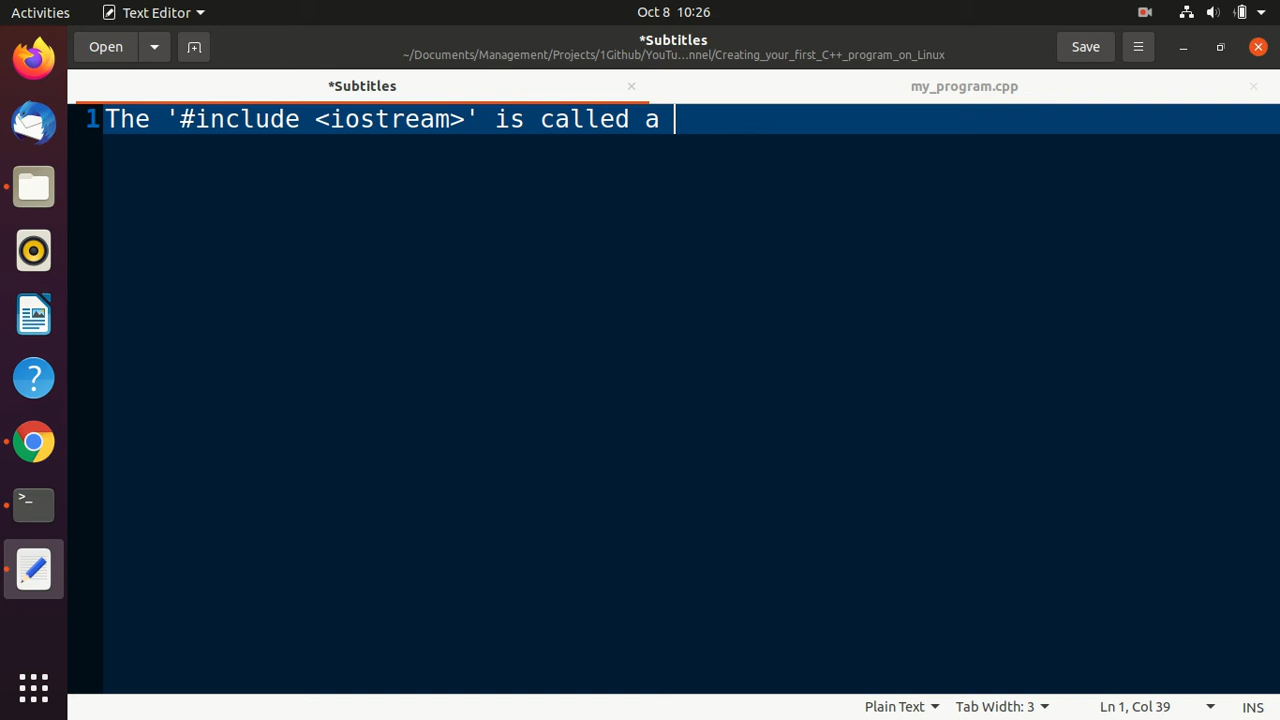 Activities
Text Editor
Oct 8 10:26
Open
*Subtitles
~/Documents/Management/Projects/1Github/YouTu…nnel/Creating_your_first_C++_program_on_Linux
Save
*Subtitles
my_program.cpp
1 The '#include <iostream>' is called a
Plain Text
Tab Width: 3
Ln 1, Col 39
INS